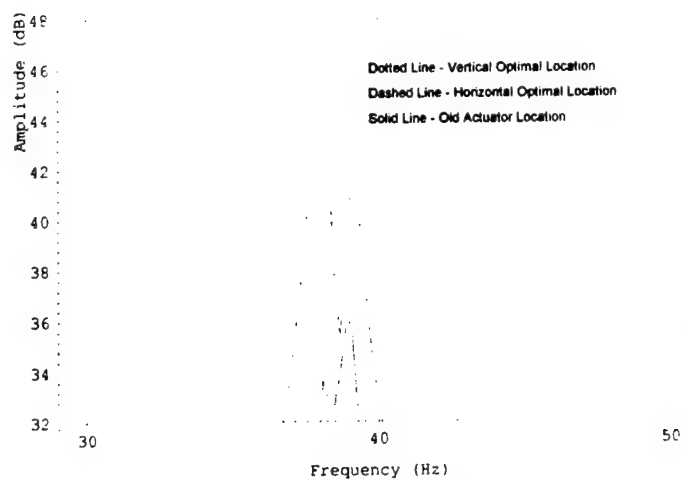 48
46
44
42
40
38
36
34
32
Amplitude (dB)
Dotted Line - Vertical Optimal Location
Dashed Line - Horizontal Optimal Location
Solid Line - Old Actuator Location
30
40
50
Frequency (Hz)